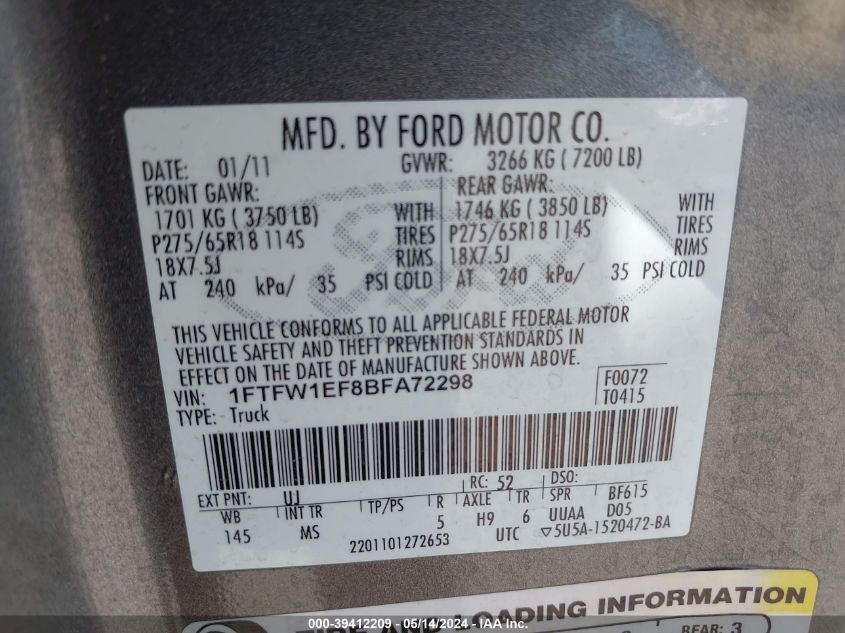 MFD. BY FORD MOTOR CO.
DATE: 01/11 GVWR: 3266 KG ( 7200 LB)
FRONT GAWR: REAR GAWR:
1701 KG ( 3750 LB) WITH 1746 KG ( 3850 LB) WITH
P275/65R18 114S TIRES P275/65R18 114S TIRES
18X7.5J RIMS 18X7.5J RIMS
AT 240 kPa/ 35 PSI COLD AT 240 kPa/ 35 PSI COLD
THIS VEHICLE CONFORMS TO ALL APPLICABLE FEDERAL MOTOR
VEHICLE SAFETY AND THEFT PREVENTION STANDARDS IN
EFFECT ON THE DATE OF MANUFACTURE SHOWN ABOVE.
VIN: 1FTFW1EF8BFA72298 F0072
TYPE: Truck T0415
EXT PNT: UJ RC: 52 DSO:
WB INT TR TP/PS R AXLE TR SPR BF615
145 MS 5 H9 6 UUAA D05
2201101272653 UTC ▽5U5A-1520472-BA
TIRE AND LOADING INFORMATION
REAR: 3
000-39412209 - 05/14/2024 - IAA Inc.